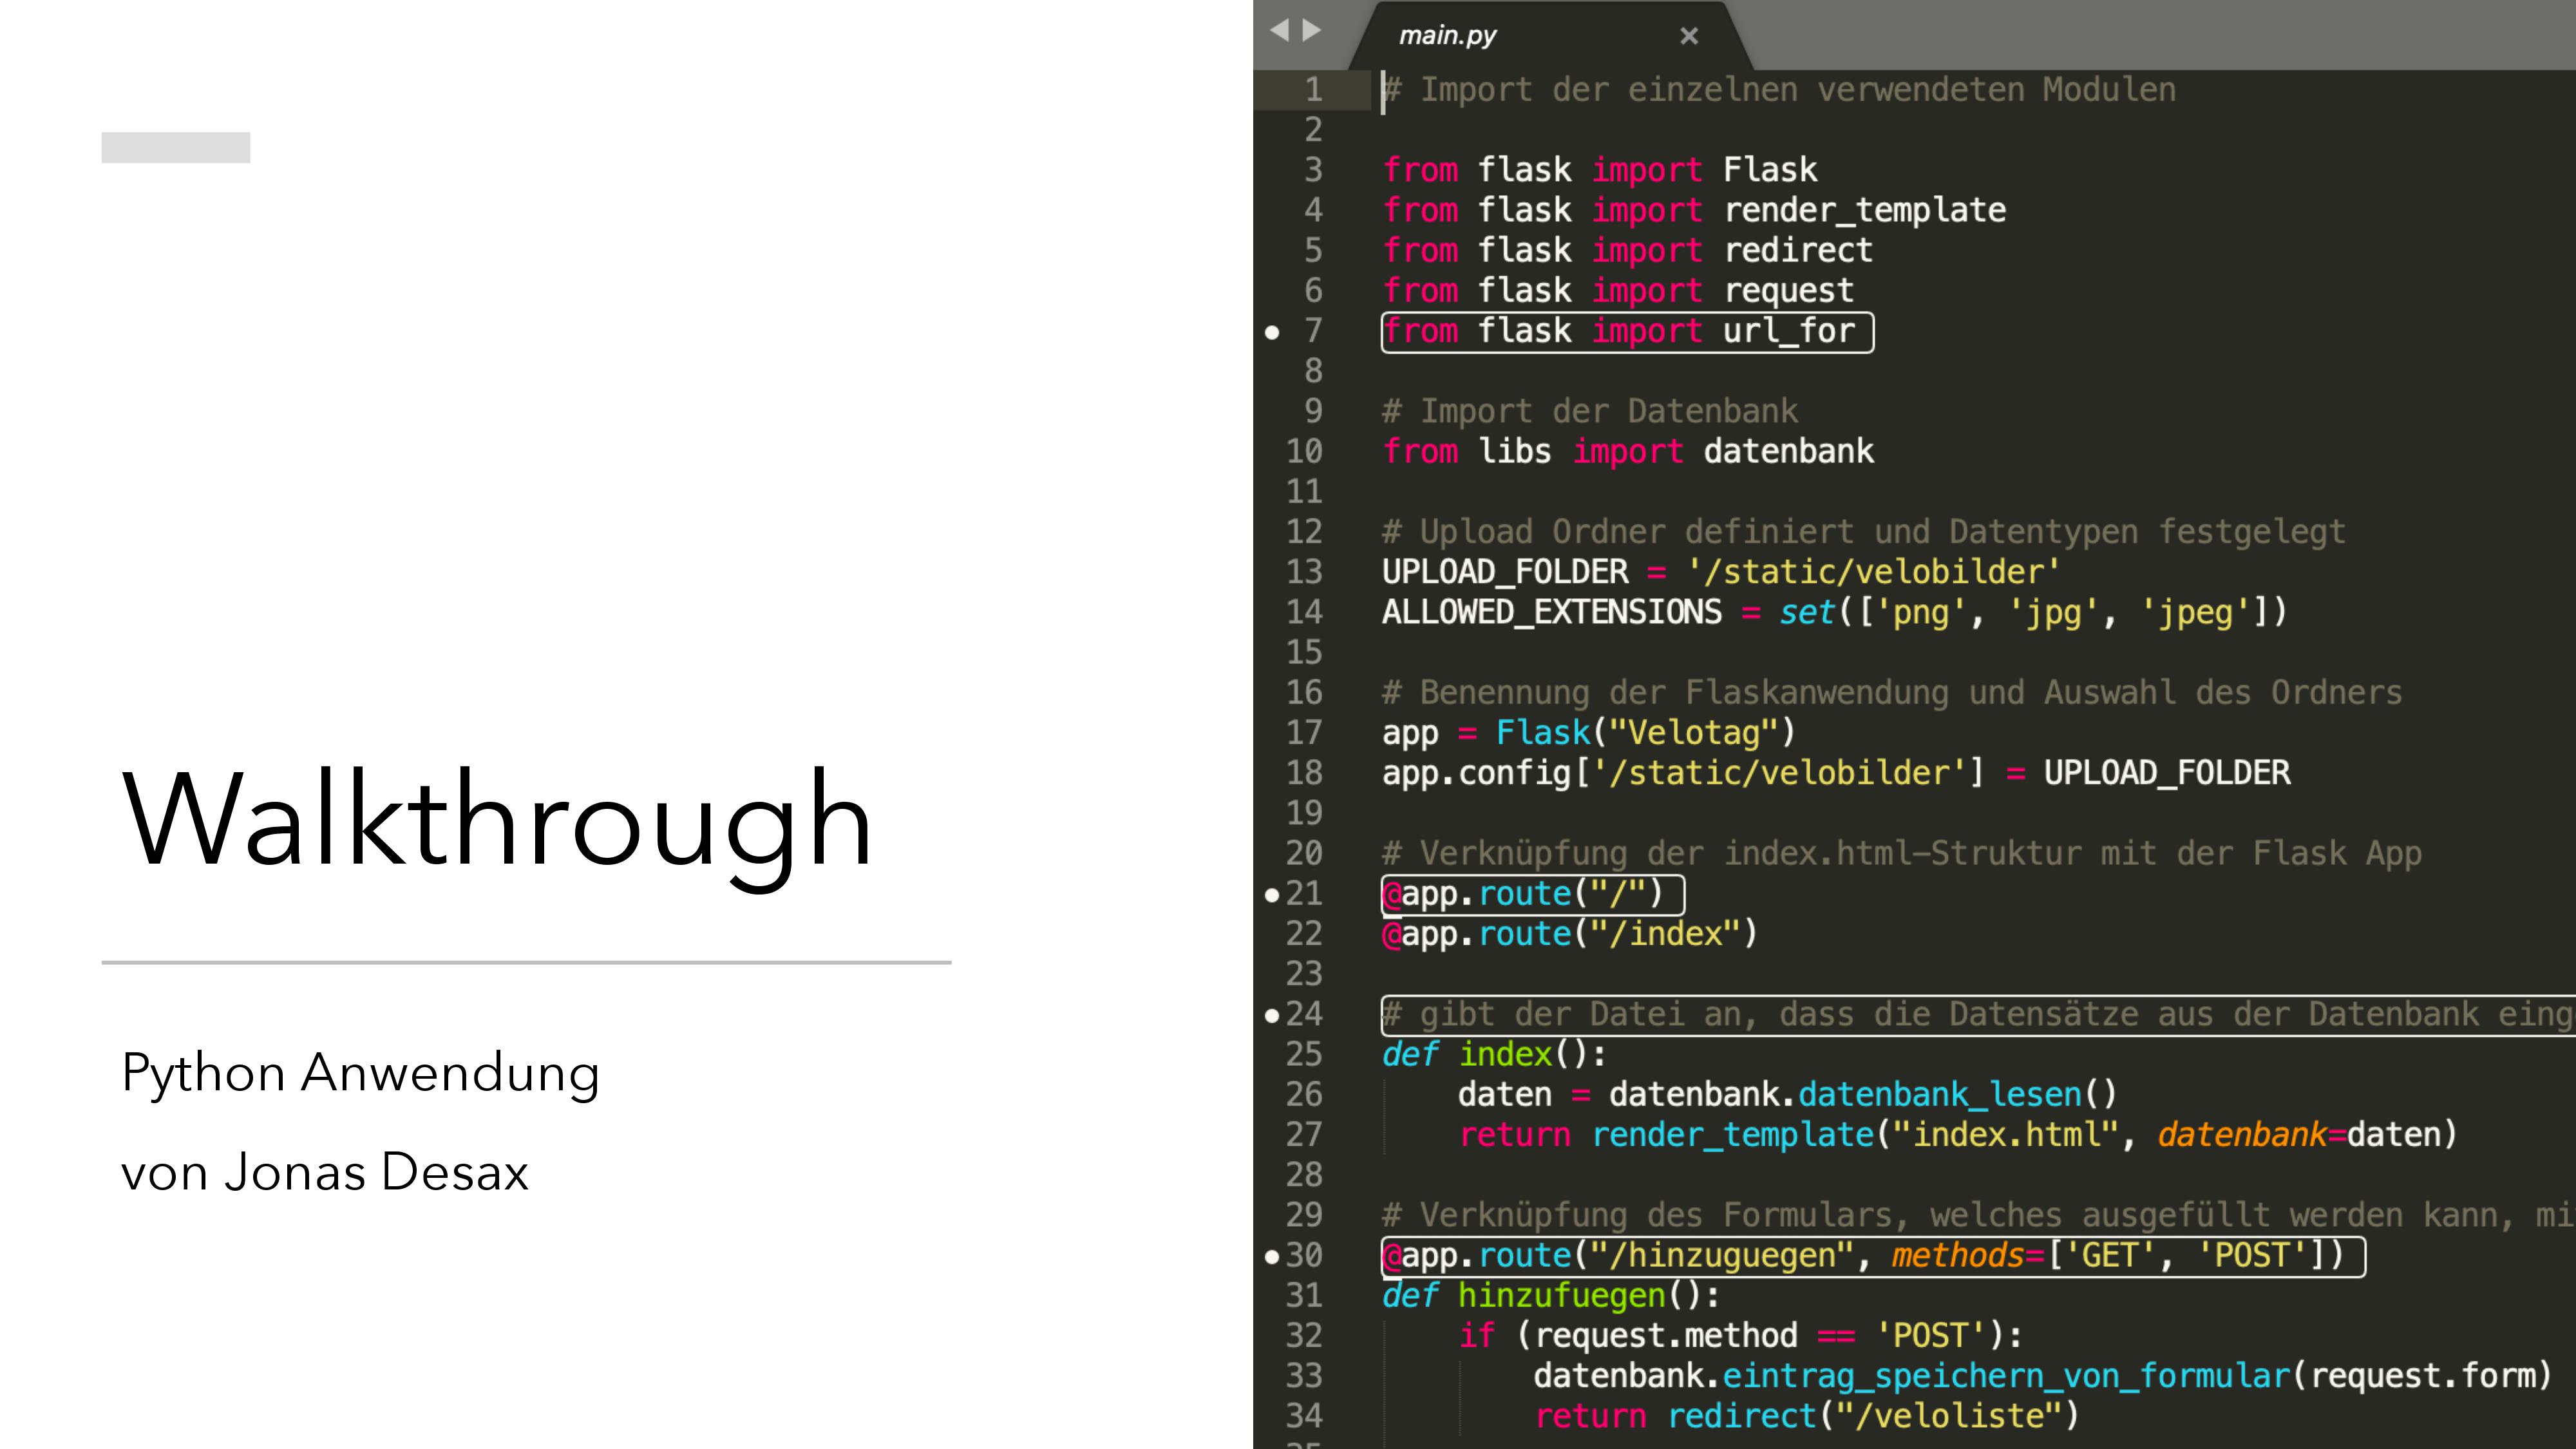 Walkthrough
Python Anwendung
von Jonas Desax
main.py ×
1 # Import der einzelnen verwendeten Modulen
2
3 from flask import Flask
4 from flask import render_template
5 from flask import redirect
6 from flask import request
7 from flask import url_for
8
9 # Import der Datenbank
10 from libs import datenbank
11
12 # Upload Ordner definiert und Datentypen festgelegt
13 UPLOAD_FOLDER = '/static/velobilder'
14 ALLOWED_EXTENSIONS = set(['png', 'jpg', 'jpeg'])
15
16 # Benennung der Flaskanwendung und Auswahl des Ordners
17 app = Flask("Velotag")
18 app.config['/static/velobilder'] = UPLOAD_FOLDER
19
20 # Verknüpfung der index.html-Struktur mit der Flask App
21 @app.route("/")
22 @app.route("/index")
23
24 # gibt der Datei an, dass die Datensätze aus der Datenbank eing
25 def index():
26     daten = datenbank.datenbank_lesen()
27     return render_template("index.html", datenbank=daten)
28
29 # Verknüpfung des Formulars, welches ausgefüllt werden kann, mi
30 @app.route("/hinzuguegen", methods=['GET', 'POST'])
31 def hinzufuegen():
32     if (request.method == 'POST'):
33         datenbank.eintrag_speichern_von_formular(request.form)
34         return redirect("/veloliste")